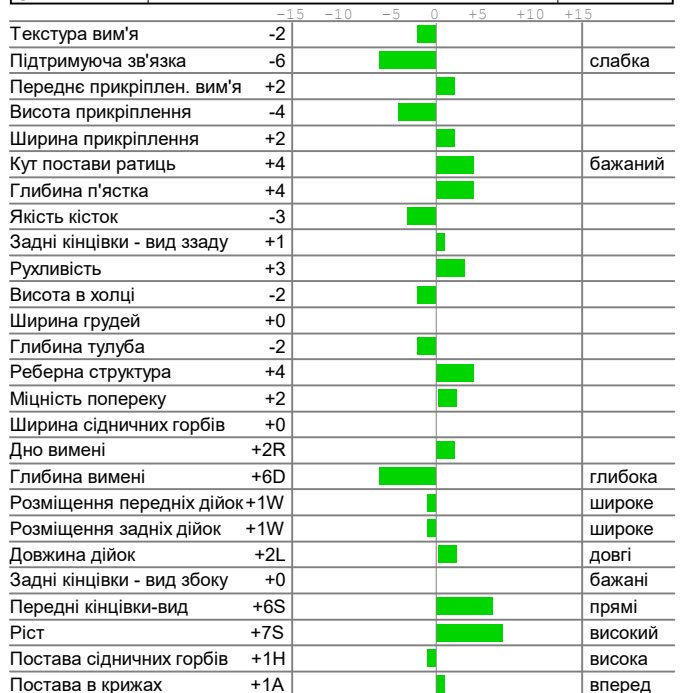 -15 -10 -5 0 +5 +10 +15
Текстура вим'я -2
Підтримуюча зв'язка -6 слабка
Переднє прикріплен. вим'я +2
Висота прикріплення -4
Ширина прикріплення +2
Кут постави ратиць +4 бажаний
Глибина п'ястка +4
Якість кісток -3
Задні кінцівки - вид ззаду +1
Рухливість +3
Висота в холці -2
Ширина грудей +0
Глибина тулуба -2
Реберна структура +4
Міцність попереку +2
Ширина сідничних горбів +0
Дно вимені +2R
Глибина вимені +6D глибока
Розміщення передніх дійок +1W широке
Розміщення задніх дійок +1W широке
Довжина дійок +2L довгі
Задні кінцівки - вид збоку +0 бажані
Передні кінцівки-вид +6S прямі
Ріст +7S високий
Постава сідничних горбів +1H висока
Постава в крижах +1A вперед